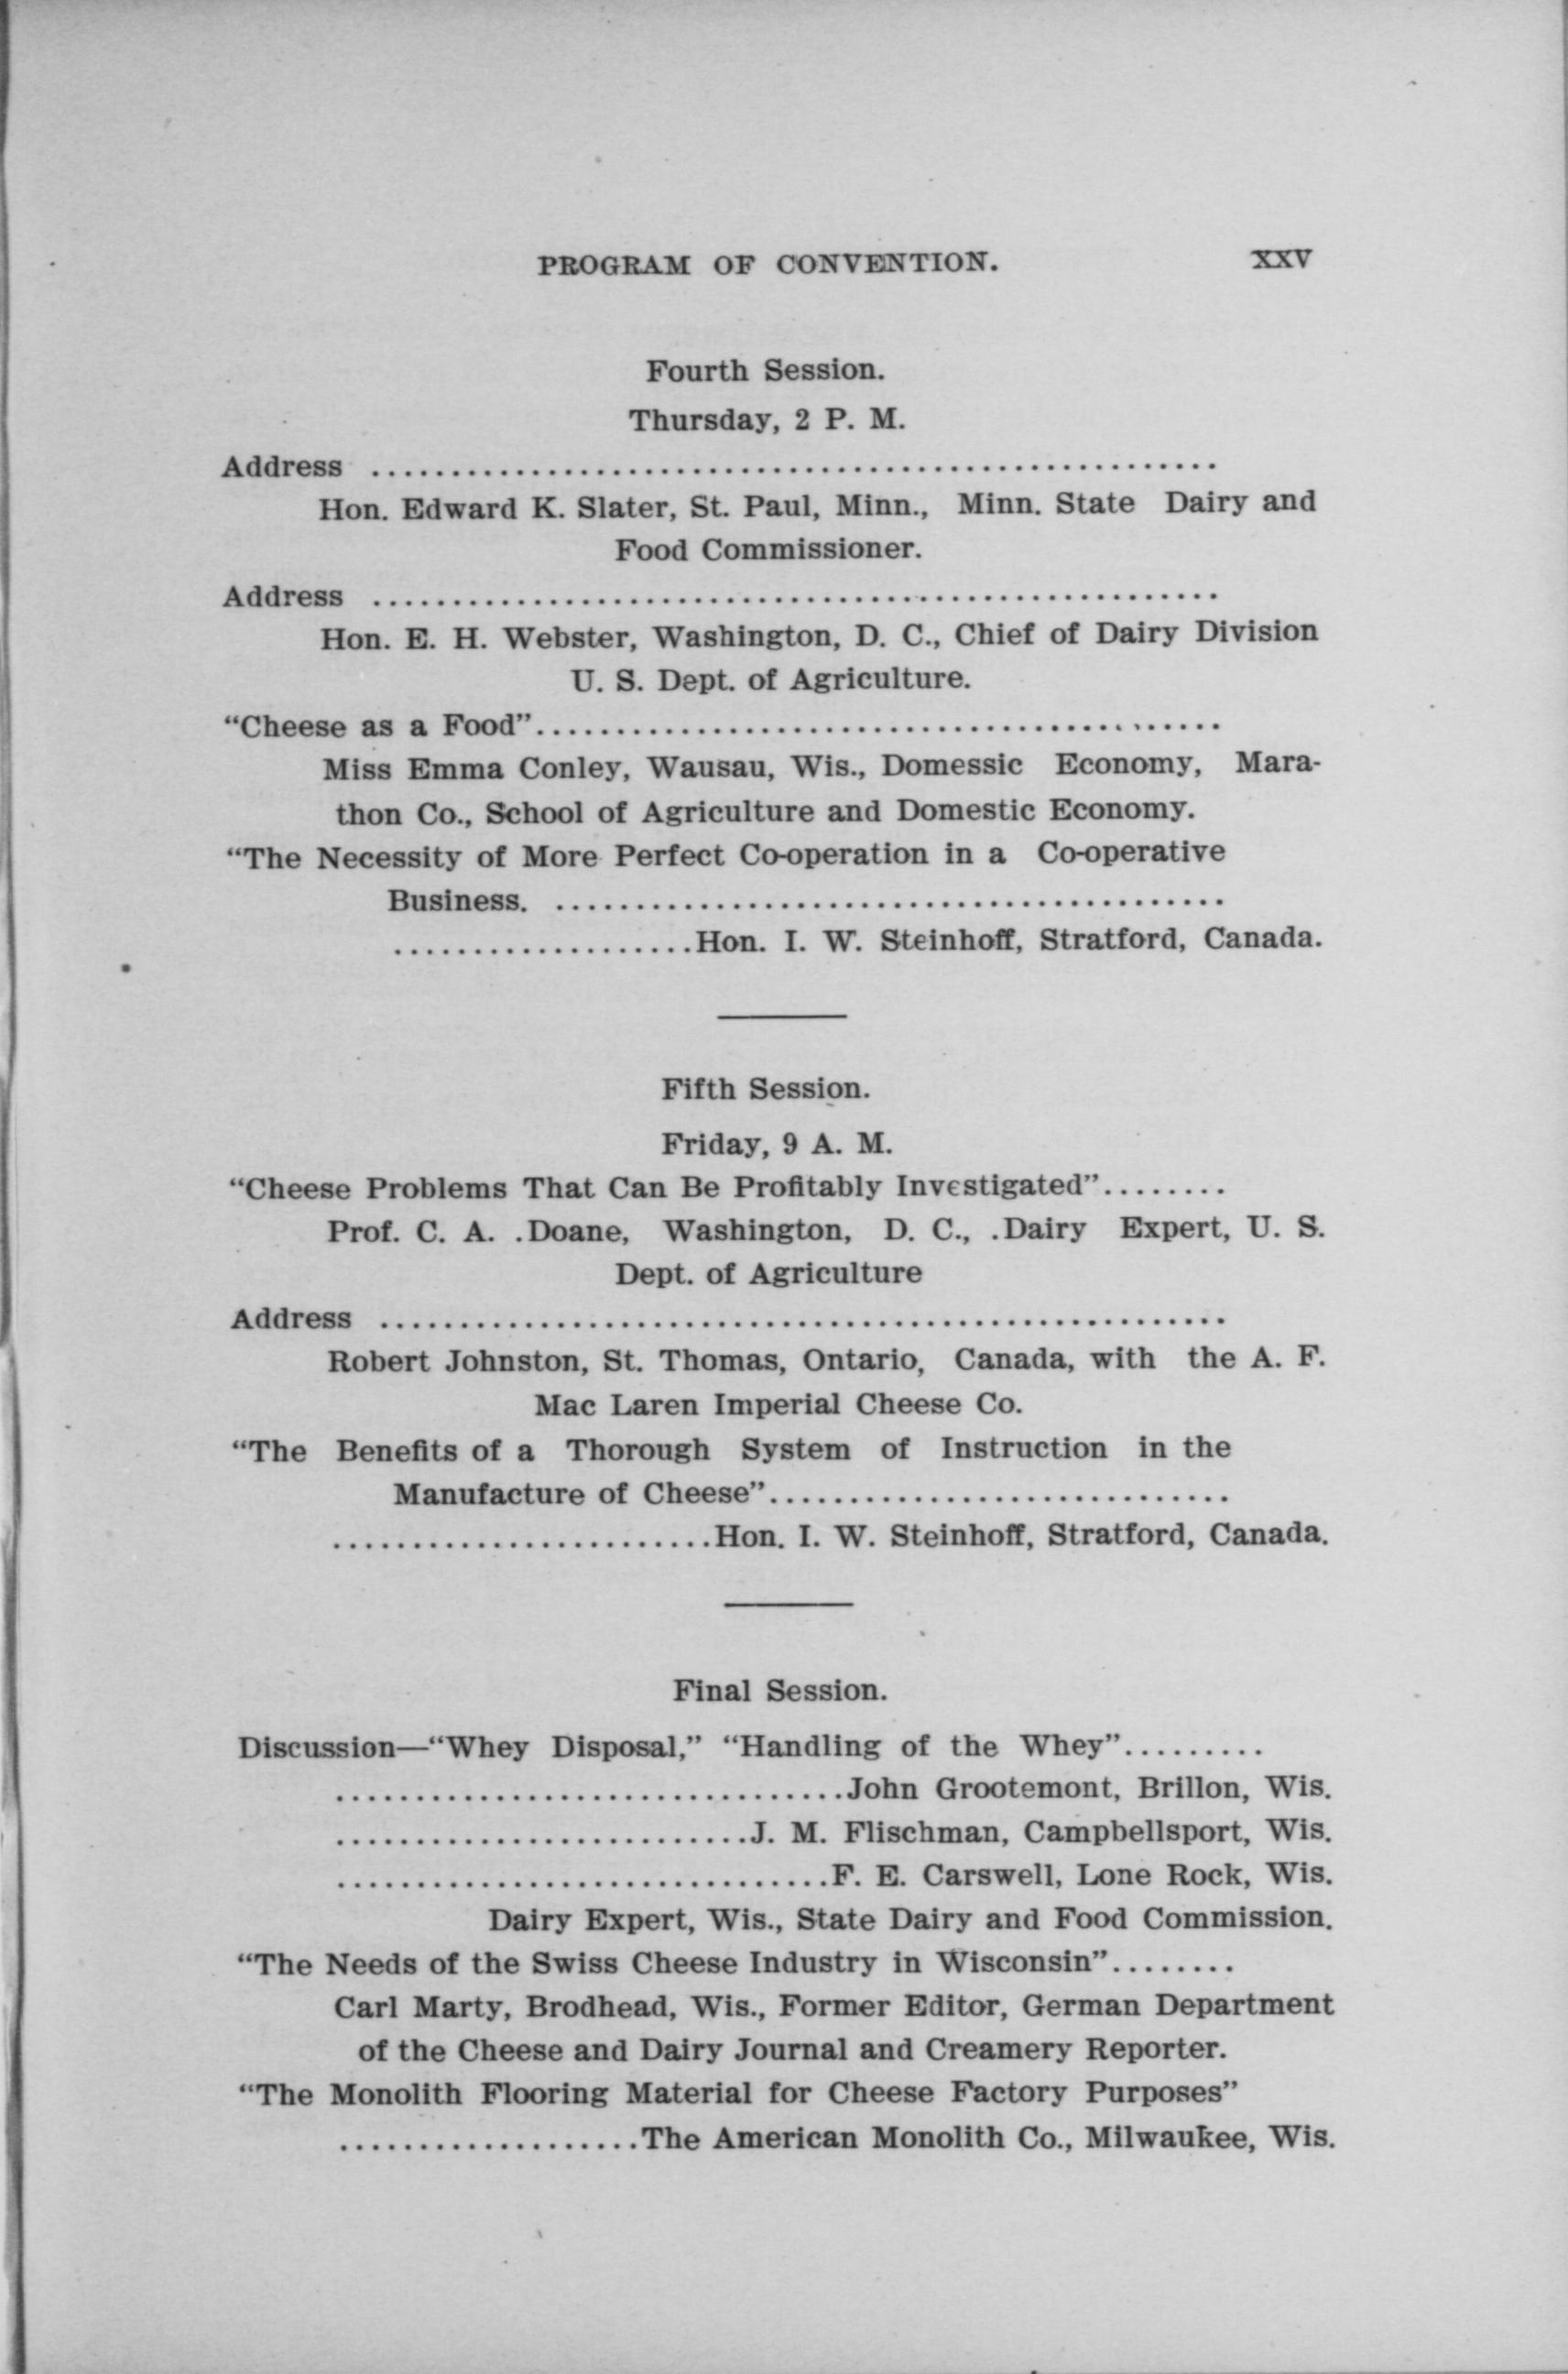 PROGRAM OF CONVENTION. XXV
Fourth Session.
Thursday, 2 P. M.
Address .....................................................
Hon. Edward K. Slater, St. Paul, Minn., Minn. State Dairy and
Food Commissioner.
Address .....................................................
Hon. E. H. Webster, Washington, D. C., Chief of Dairy Division
U. S. Dept. of Agriculture.
“Cheese as a Food”...........................................
Miss Emma Conley, Wausau, Wis., Domessic Economy, Mara-
thon Co., School of Agriculture and Domestic Economy.
“The Necessity of More Perfect Co-operation in a Co-operative
Business. ..........................................
...................Hon. I. W. Steinhoff, Stratford, Canada.
Fifth Session.
Friday, 9 A. M.
“Cheese Problems That Can Be Profitably Investigated”........
Prof. C. A. .Doane, Washington, D. C., .Dairy Expert, U. S.
Dept. of Agriculture
Address .....................................................
Robert Johnston, St. Thomas, Ontario, Canada, with the A. F.
Mac Laren Imperial Cheese Co.
“The Benefits of a Thorough System of Instruction in the
Manufacture of Cheese”.............................
........................Hon. I. W. Steinhoff, Stratford, Canada.
Final Session.
Discussion—“Whey Disposal,” “Handling of the Whey”.........
................................John Grootemont, Brillon, Wis.
..........................J. M. Flischman, Campbellsport, Wis.
...............................F. E. Carswell, Lone Rock, Wis.
Dairy Expert, Wis., State Dairy and Food Commission.
“The Needs of the Swiss Cheese Industry in Wisconsin”........
Carl Marty, Brodhead, Wis., Former Editor, German Department
of the Cheese and Dairy Journal and Creamery Reporter.
“The Monolith Flooring Material for Cheese Factory Purposes”
...................The American Monolith Co., Milwaukee, Wis.